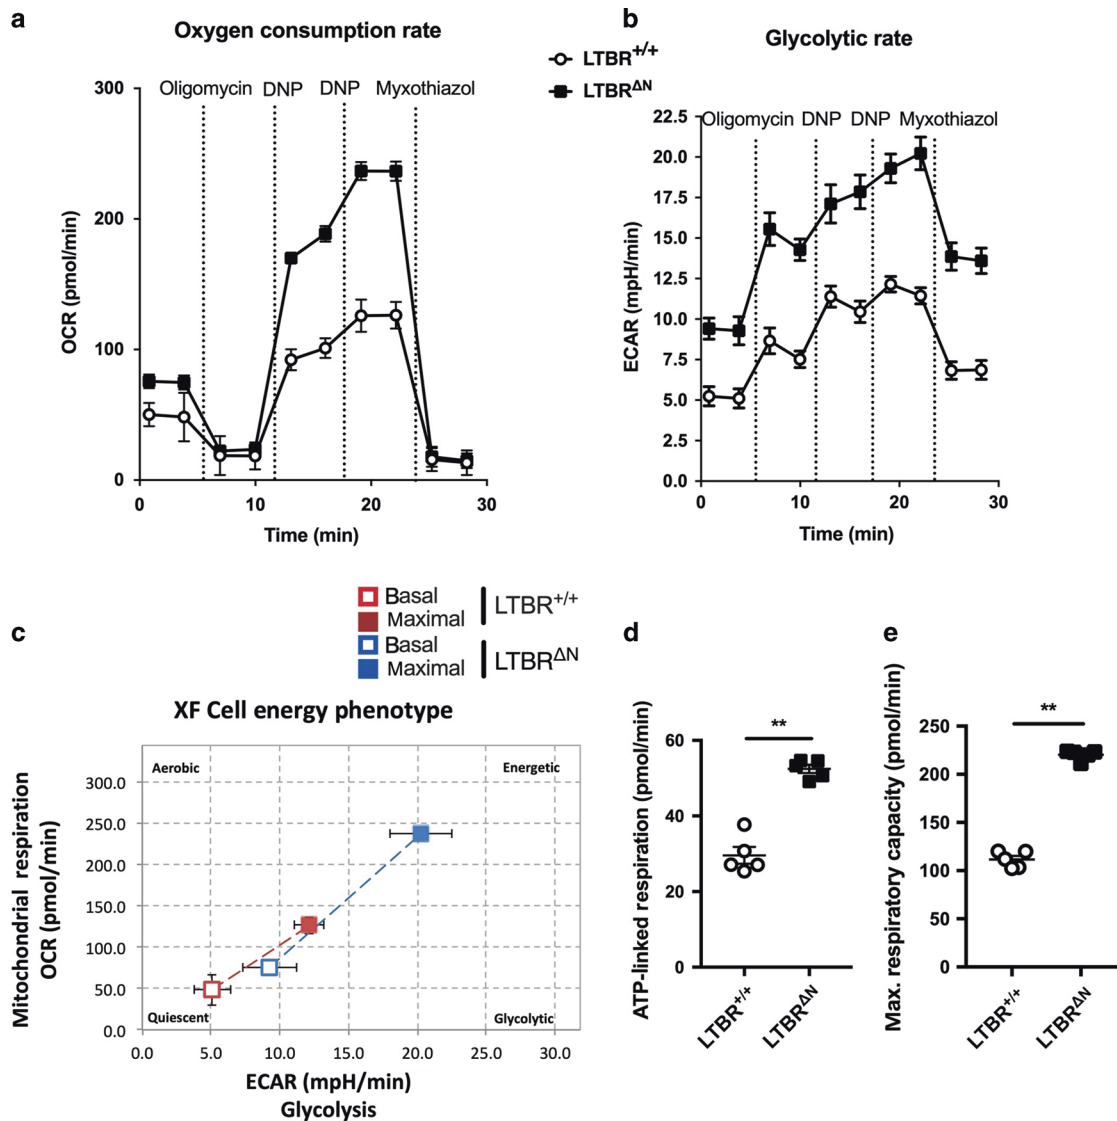 a
Oxygen consumption rate
OCR (pmol/min)
300
200
100
0
Oligomycin DNP DNP Myxothiazol
0 10 20 30
Time (min)
LTBR+/+
LTBRΔN
b
Glycolytic rate
ECAR (mpH/min)
22.5
20.0
17.5
15.0
12.5
10.0
7.5
5.0
2.5
0.0
Oligomycin DNP DNP Myxothiazol
0 10 20 30
Time (min)
c
Basal
Maximal
LTBR+/+
Basal
Maximal
LTBRΔN
XF Cell energy phenotype
Mitochondrial respiration
OCR (pmol/min)
Aerobic Energetic
300.0
250.0
200.0
150.0
100.0
50.0
0.0
Quiescent Glycolytic
0.0 5.0 10.0 15.0 20.0 25.0 30.0
ECAR (mpH/min)
Glycolysis
d
ATP-linked respiration (pmol/min)
60
40
20
0
**
LTBR+/+
LTBRΔN
e
Max. respiratory capacity (pmol/min)
250
200
150
100
50
0
**
LTBR+/+
LTBRΔN